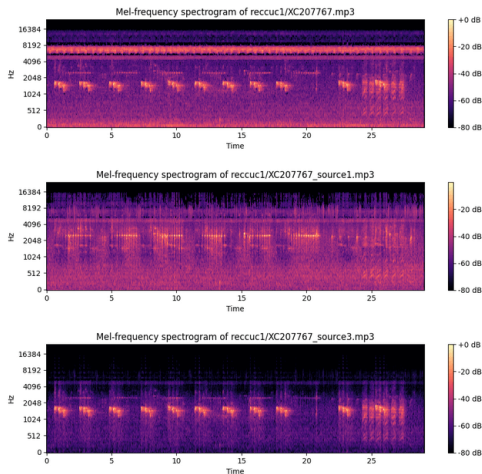 Mel-frequency spectrogram of reccuc1/XC207767.mp3
Hz
16384
8192
4096
2048
1024
512
0
0
5
10
15
20
25
Time
+0 dB
-20 dB
-40 dB
-60 dB
-80 dB
Mel-frequency spectrogram of reccuc1/XC207767_source1.mp3
Hz
16384
8192
4096
2048
1024
512
0
0
5
10
15
20
25
Time
-20 dB
-40 dB
-60 dB
-80 dB
Mel-frequency spectrogram of reccuc1/XC207767_source3.mp3
Hz
16384
8192
4096
2048
1024
512
0
0
5
10
15
20
25
Time
+0 dB
-20 dB
-40 dB
-60 dB
-80 dB